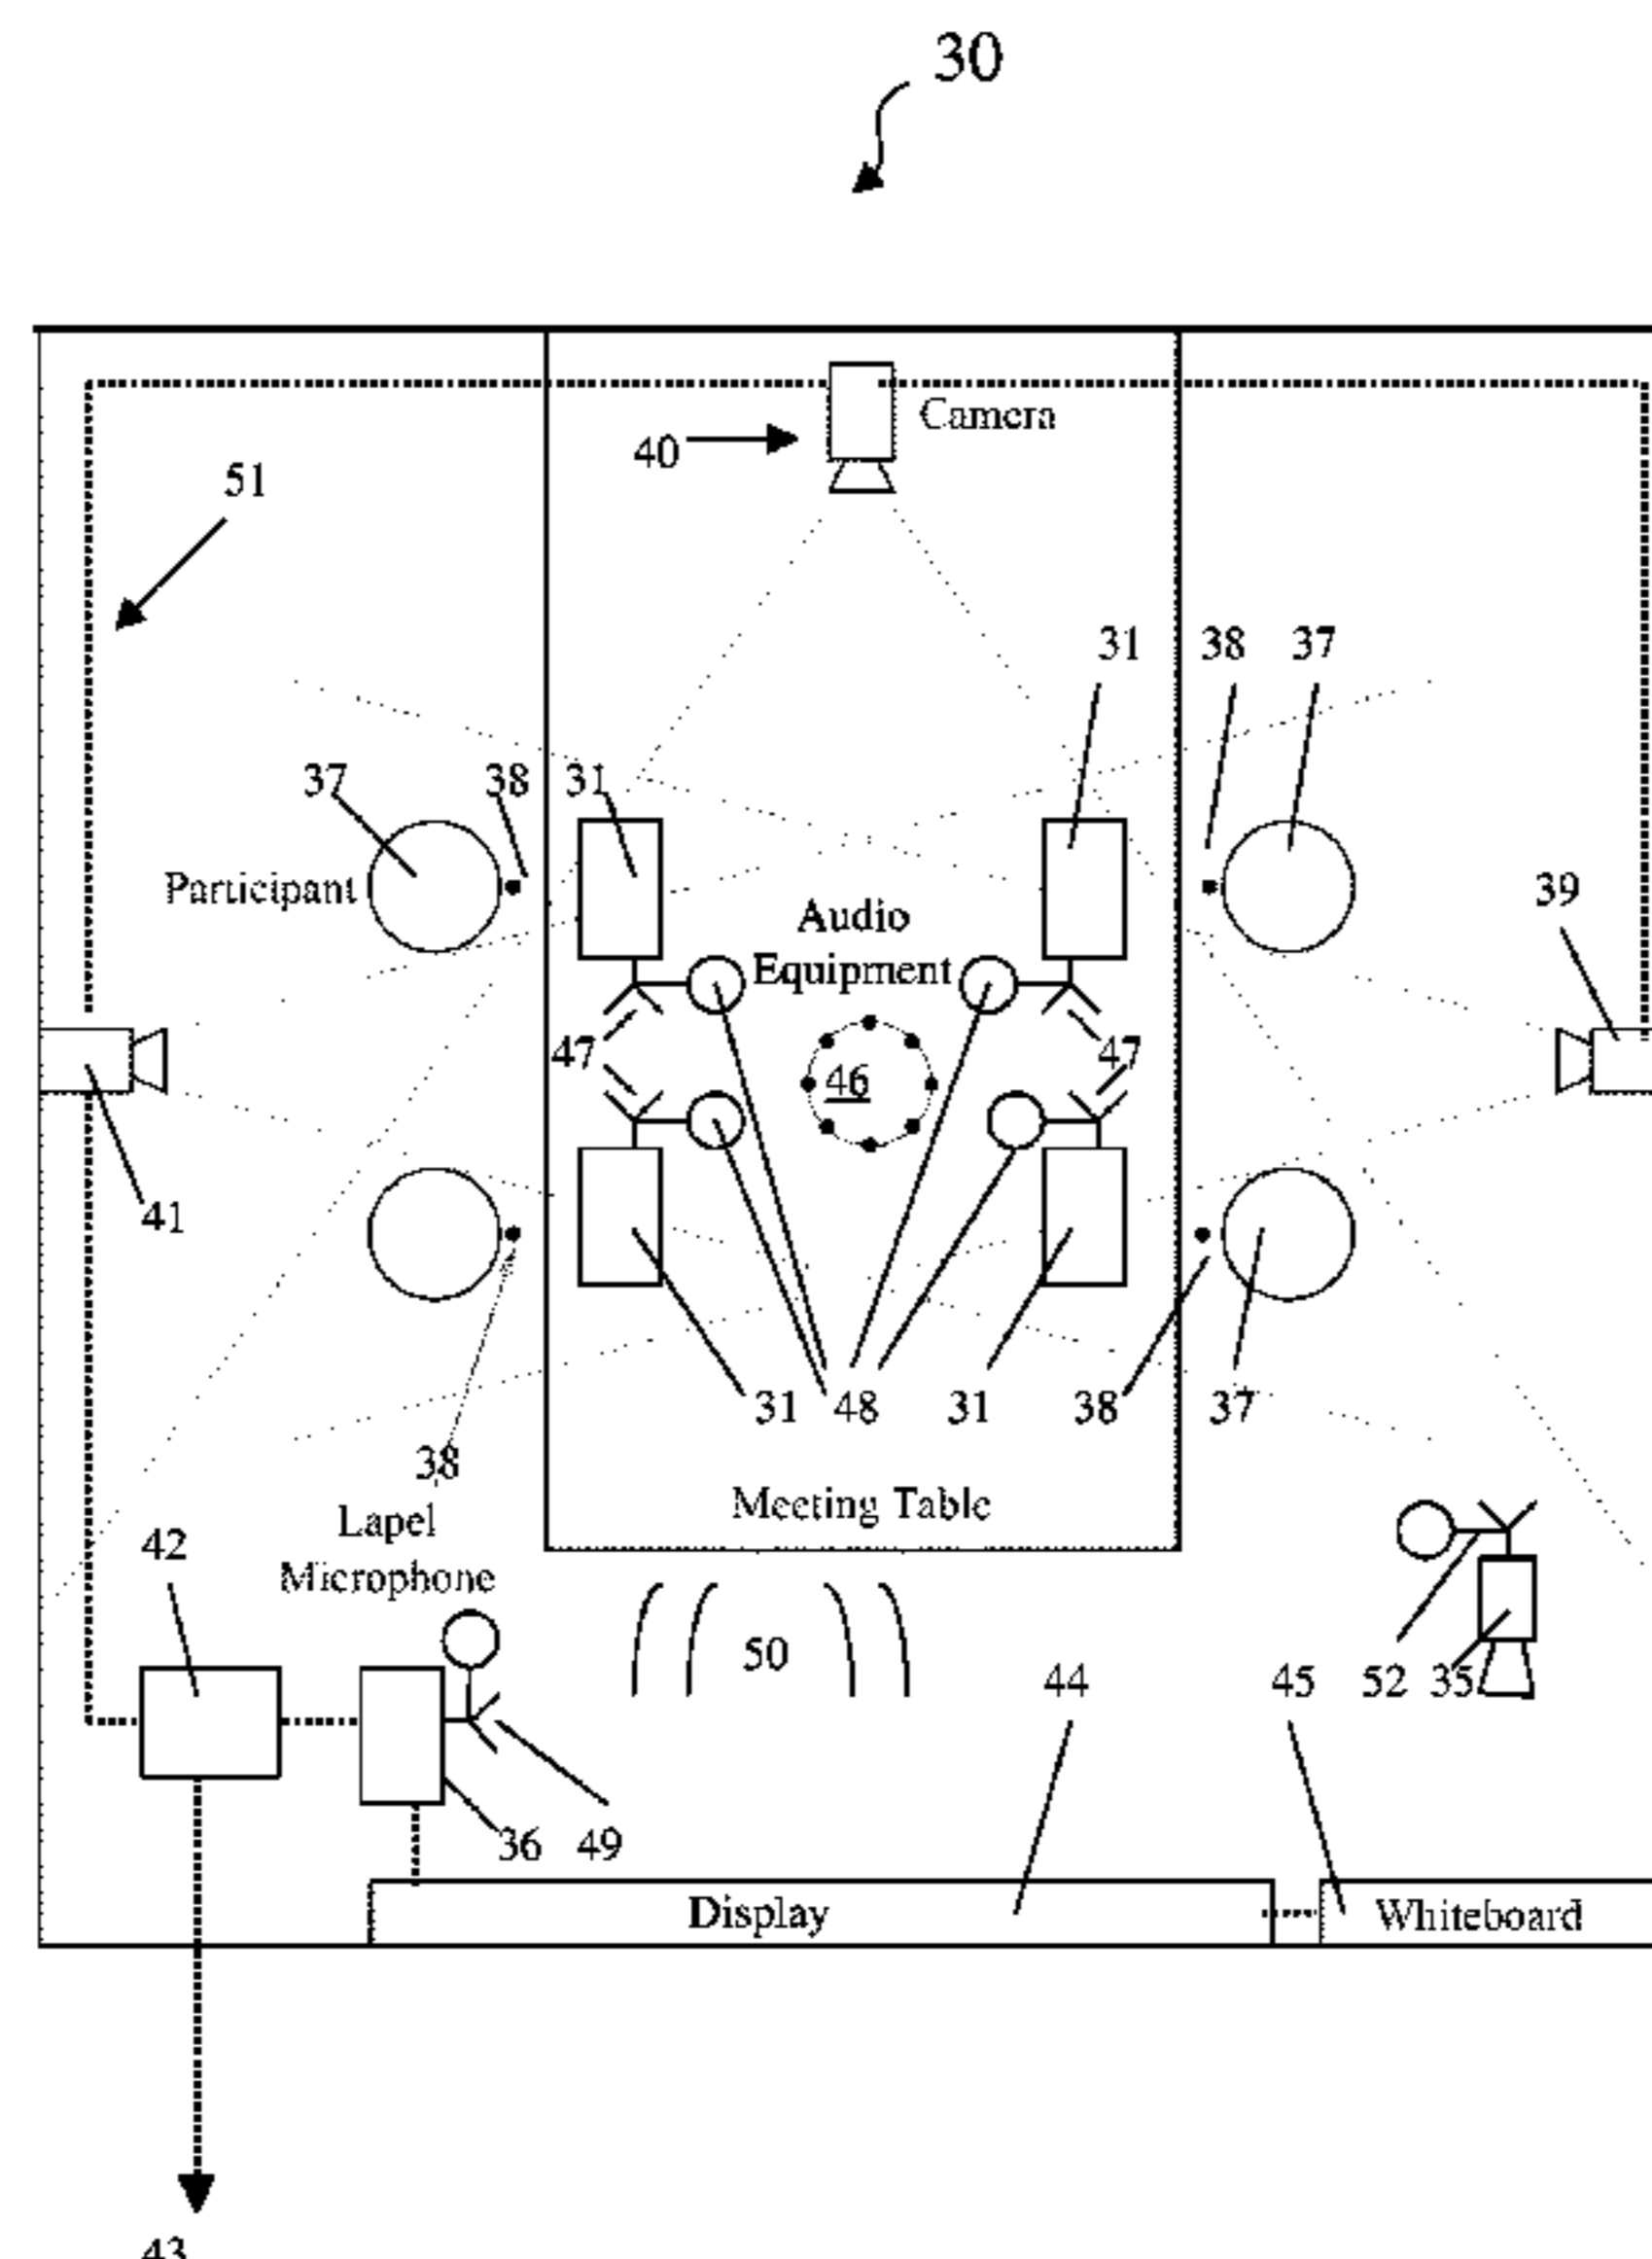 30
Camera
40
51
31 38 37
37 38 31
Participant
39
Audio
Equipment
47 47
46
41
31 48 31 38 37
38
Meeting Table
Lapel
Microphone
42
50
44 45 52 35
36 49
Display
Whiteboard
43